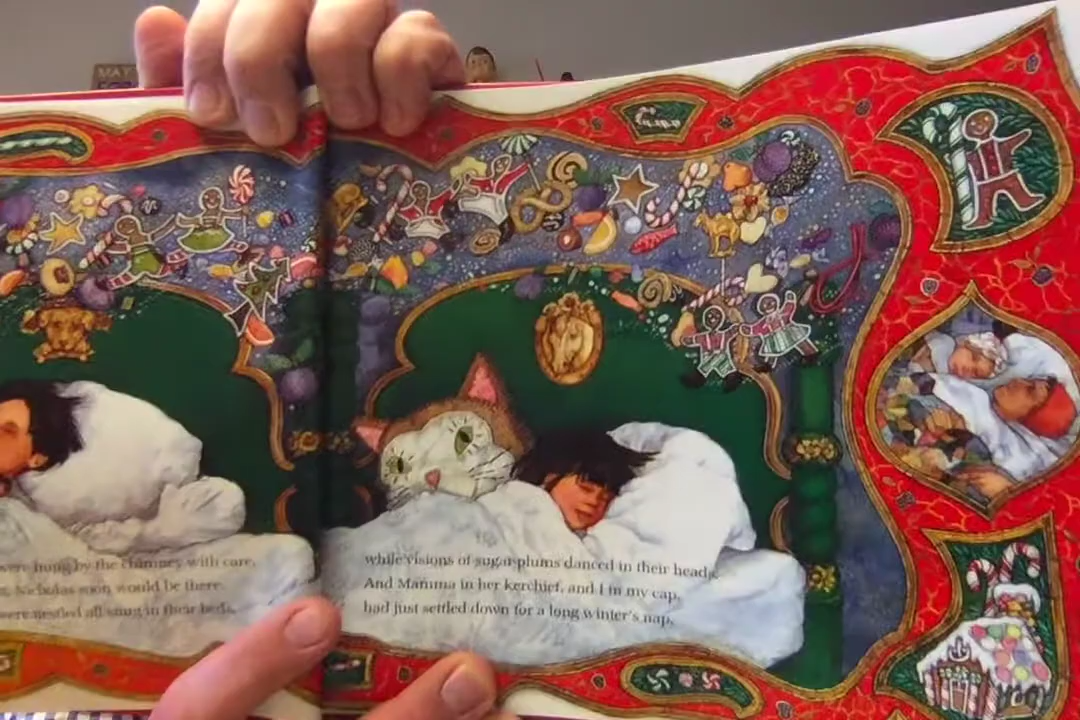 MAY
were hung by the chimney with care,
Nicholas soon would be there.
were nestled all snug in their beds,
while visions of sugar-plums danced in their heads,
And Mamma in her kerchief, and I in my cap,
had just settled down for a long winter's nap,